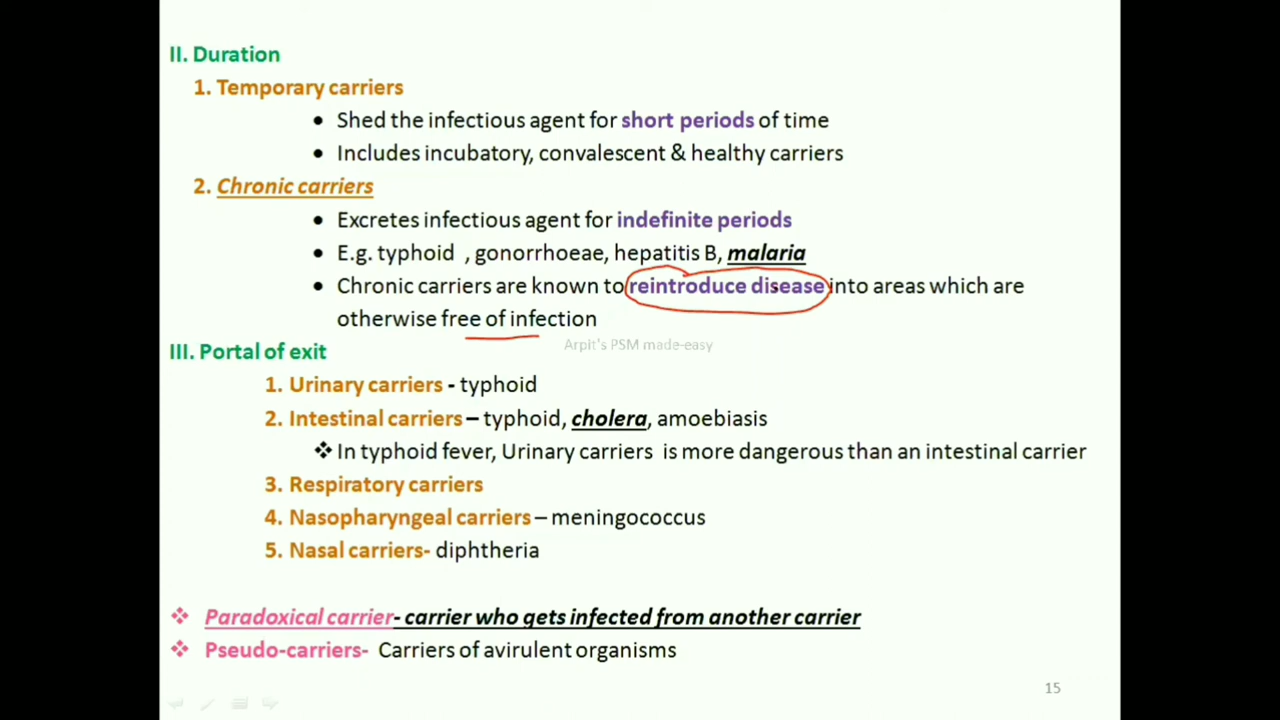 II. Duration
1. Temporary carriers
• Shed the infectious agent for short periods of time
• Includes incubatory, convalescent & healthy carriers
2. Chronic carriers
• Excretes infectious agent for indefinite periods
• E.g. typhoid , gonorrhoeae, hepatitis B, malaria
• Chronic carriers are known to reintroduce disease into areas which are
otherwise free of infection
Arpit's PSM made-easy
III. Portal of exit
1. Urinary carriers - typhoid
2. Intestinal carriers – typhoid, cholera, amoebiasis
❖ In typhoid fever, Urinary carriers is more dangerous than an intestinal carrier
3. Respiratory carriers
4. Nasopharyngeal carriers – meningococcus
5. Nasal carriers- diphtheria
❖ Paradoxical carrier- carrier who gets infected from another carrier
❖ Pseudo-carriers- Carriers of avirulent organisms
15